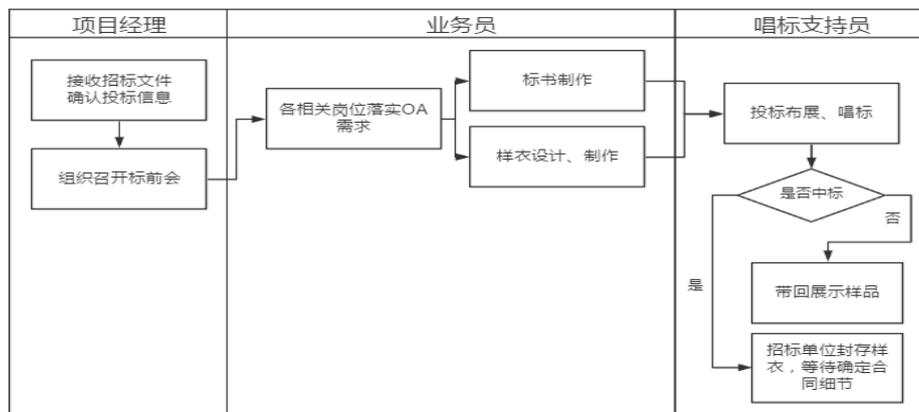 项目经理
业务员
唱标支持员
接收招标文件
确认投标信息
组织召开标前会
各相关岗位落实OA
需求
标书制作
样衣设计、制作
投标布展、唱标
是否中标
否
是
带回展示样品
招标单位封存样
衣，等待确定合
同细节